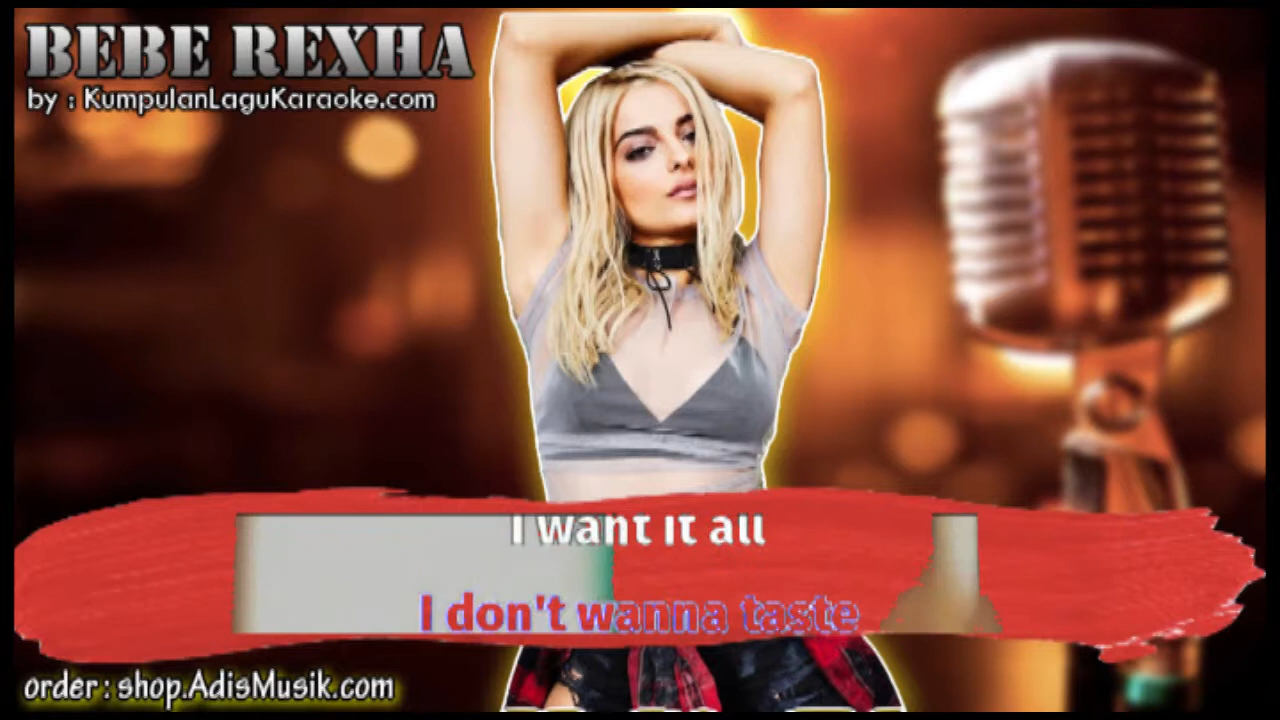 BEBE REXHA
by : KumpulanLaguKaraoke.com
I want it all
I don't wanna taste
order : shop.AdisMusik.com